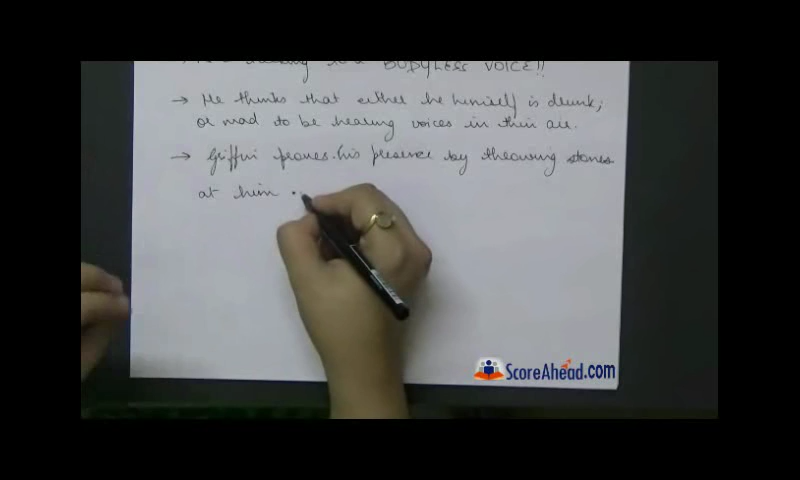 to a BODYLESS VOICE!!
→ He thinks that either he himself is drunk;
or mad to be hearing voices in thin air.
→ Griffin proves his presence by throwing stones
at him ..
ScoreAhead.com